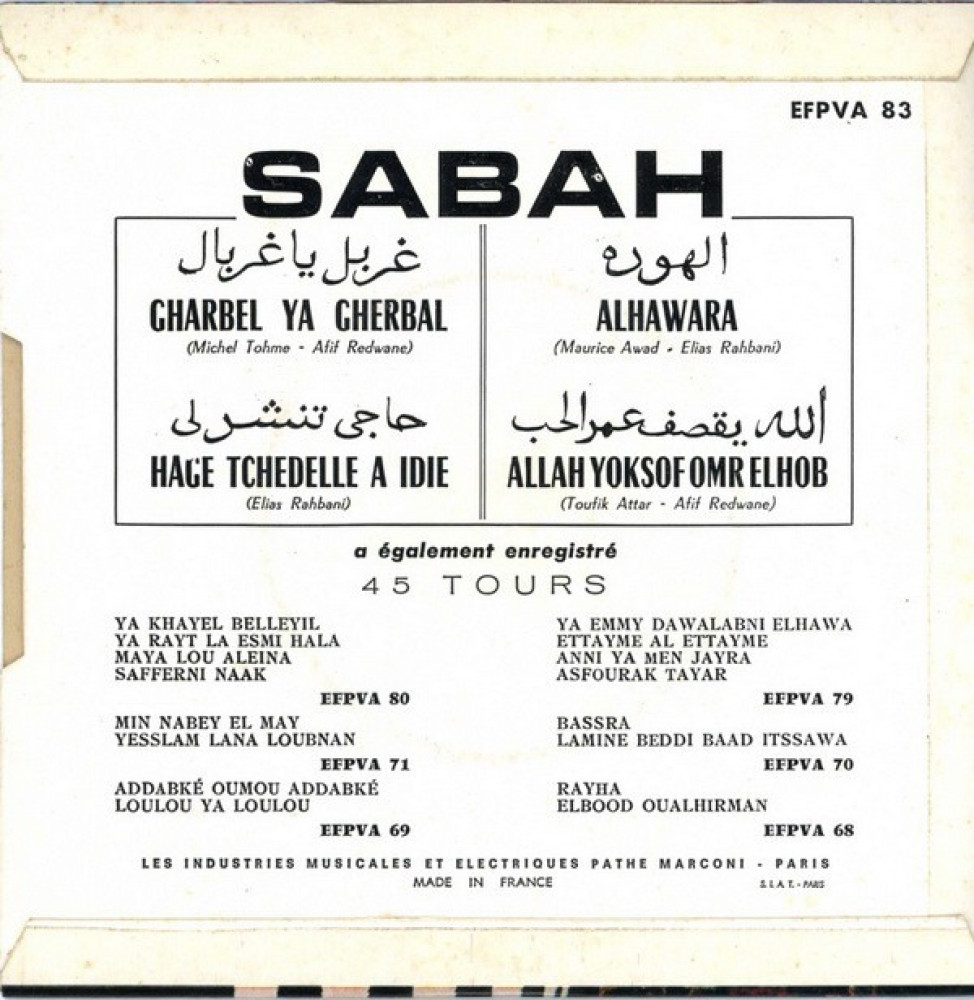 EFPVA 83
SABAH
غربل يا غربال
GHARBEL YA GHERBAL
(Michel Tohme - Afif Redwane)
حاجى تنشر لى
HAGE TCHEDELLE A IDIE
(Elias Rahbani)
الهوره
ALHAWARA
(Maurice Awad - Elias Rahbani)
الله يقصف عمر الحب
ALLAH YOKSOF OMR ELHOB
(Toufik Attar - Afif Redwane)
a également enregistré
45 TOURS
YA KHAYEL BELLEYIL
YA RAYT LA ESMI HALA
MAYA LOU ALEINA
SAFFERNI NAAK
EFPVA 80
MIN NABEY EL MAY
YESSLAM LANA LOUBNAN
EFPVA 71
ADDABKÉ OUMOU ADDABKÉ
LOULOU YA LOULOU
EFPVA 69
YA EMMY DAWALABNI ELHAWA
ETTAYME AL ETTAYME
ANNI YA MEN JAYRA
ASFOURAK TAYAR
EFPVA 79
BASSRA
LAMINE BEDDI BAAD ITSSAWA
EFPVA 70
RAYHA
ELBOOD OUALHIRMAN
EFPVA 68
LES INDUSTRIES MUSICALES ET ELECTRIQUES PATHE MARCONI - PARIS
MADE IN FRANCE
S.I.A.T. - PARIS